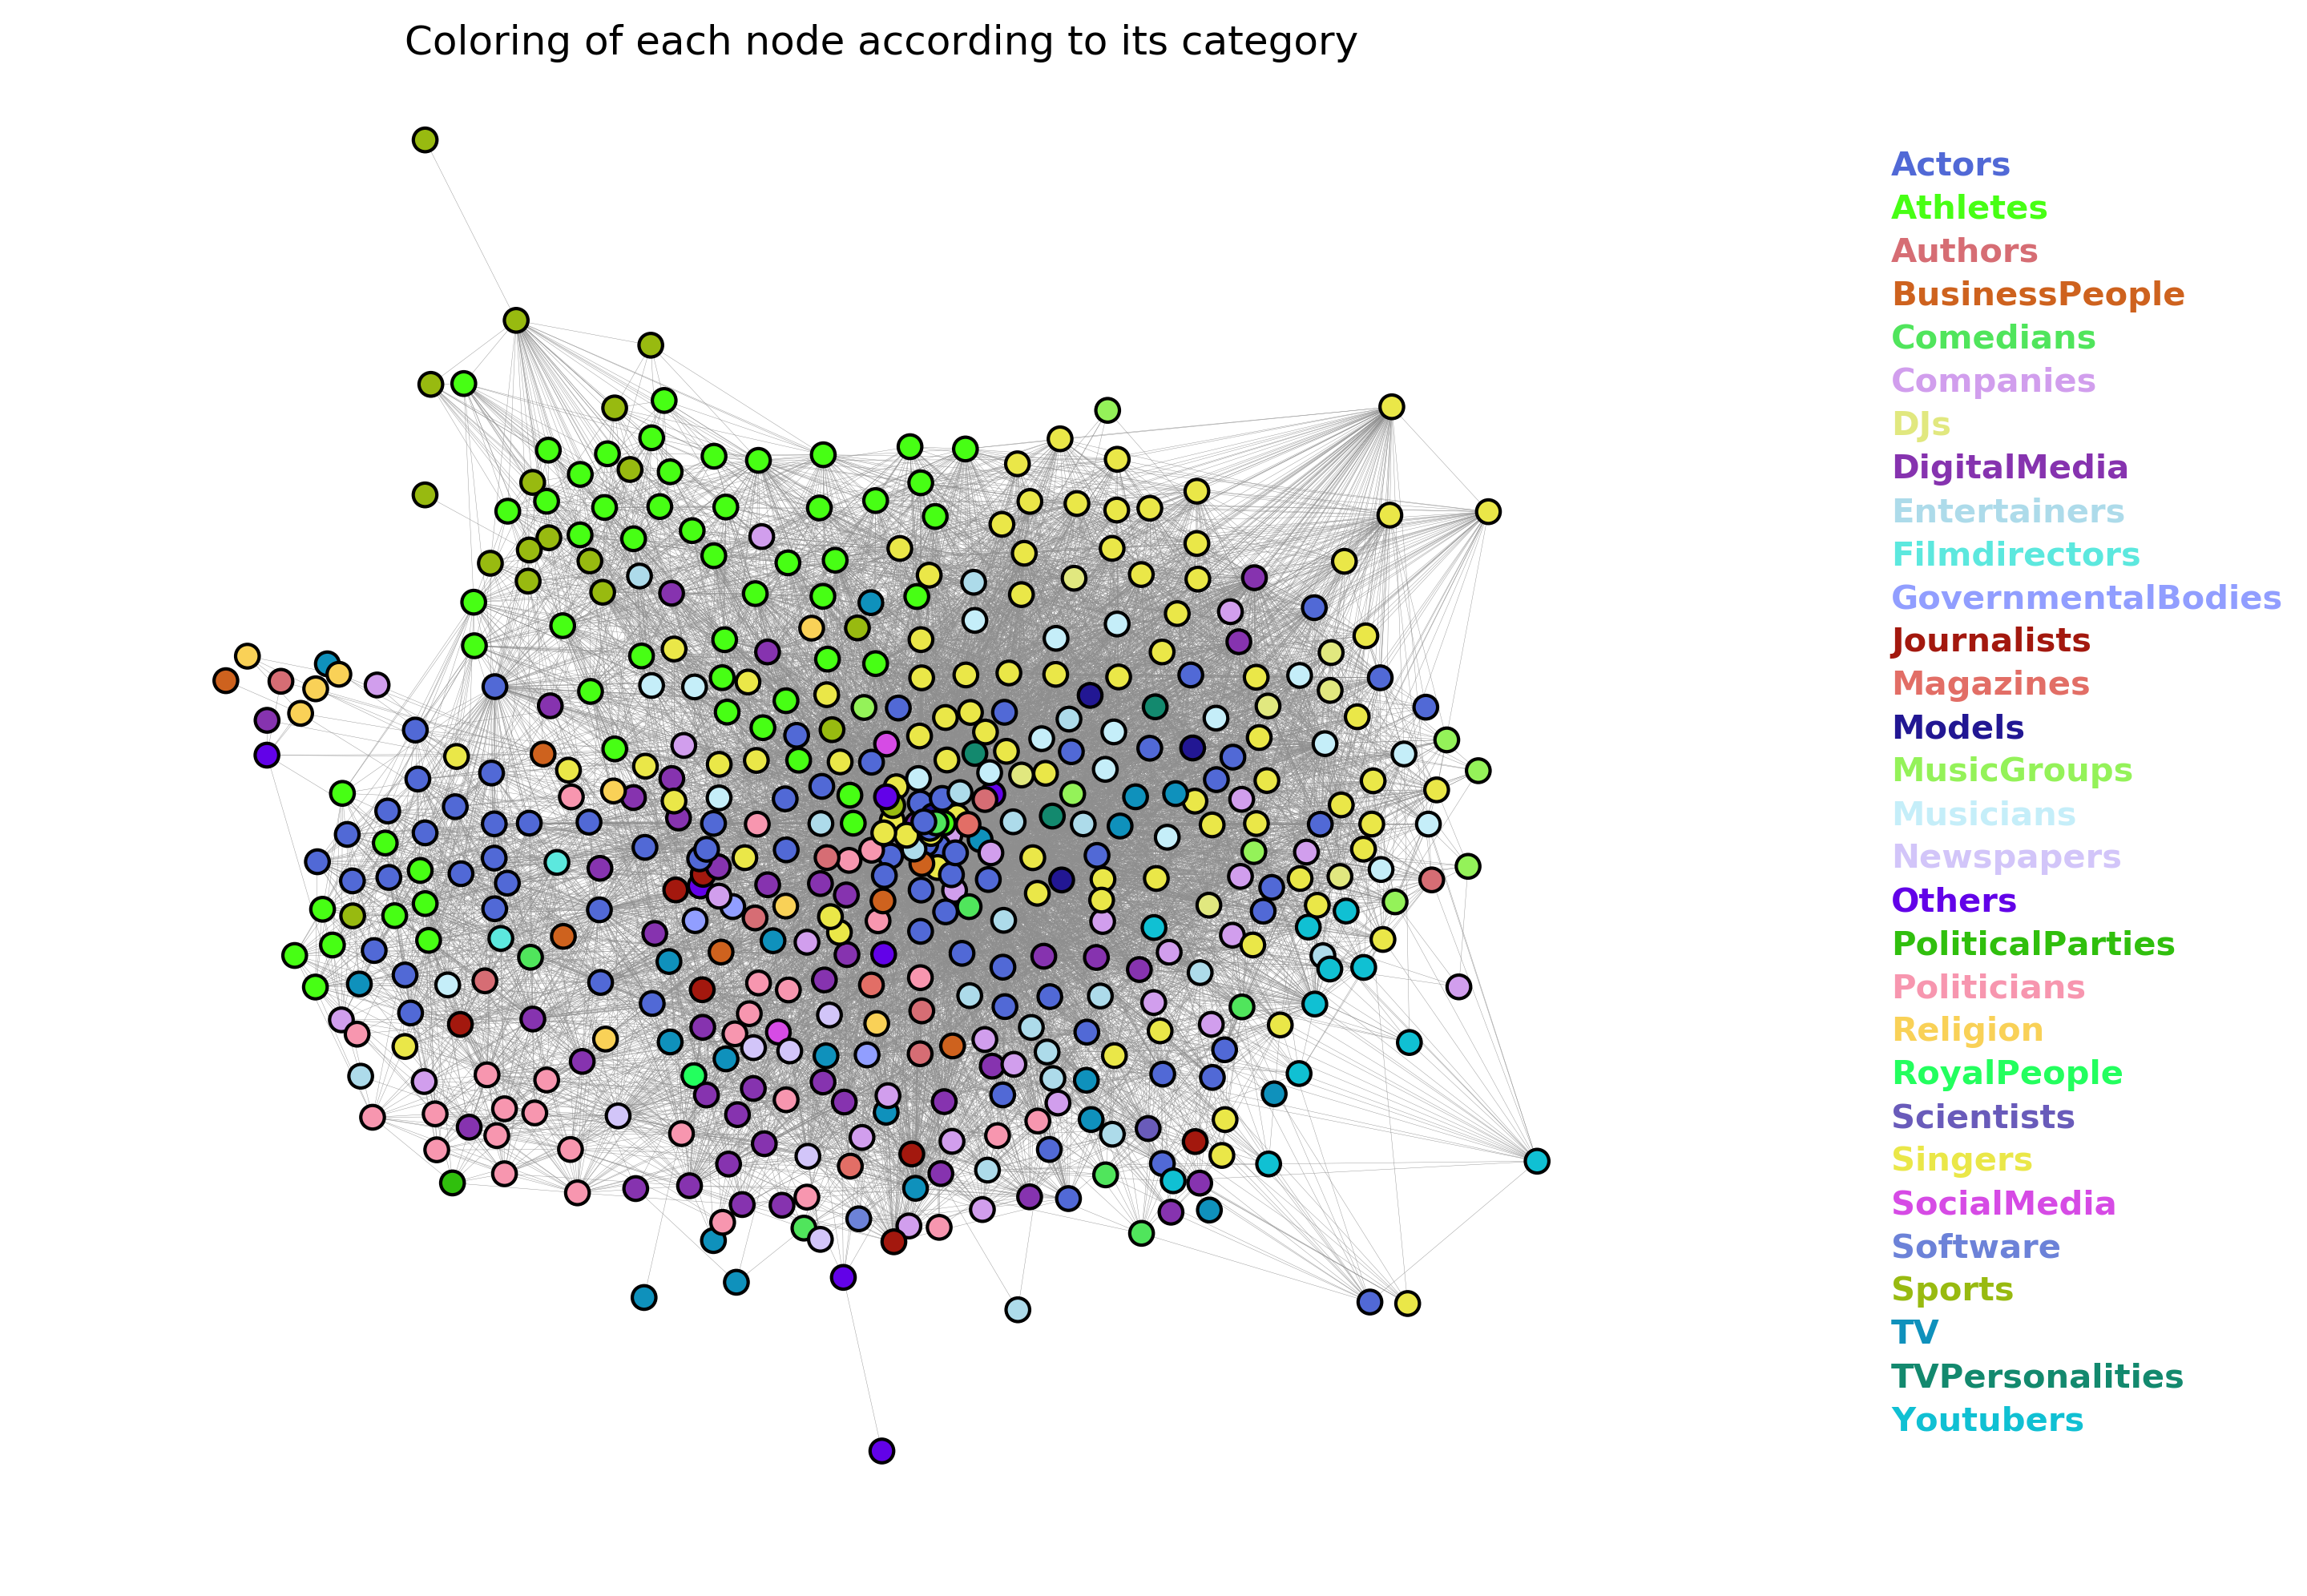 Coloring of each node according to its category
Actors
Athletes
Authors
BusinessPeople
Comedians
Companies
DJs
DigitalMedia
Entertainers
Filmdirectors
GovernmentalBodies
Journalists
Magazines
Models
MusicGroups
Musicians
Newspapers
Others
PoliticalParties
Politicians
Religion
RoyalPeople
Scientists
Singers
SocialMedia
Software
Sports
TV
TVPersonalities
Youtubers